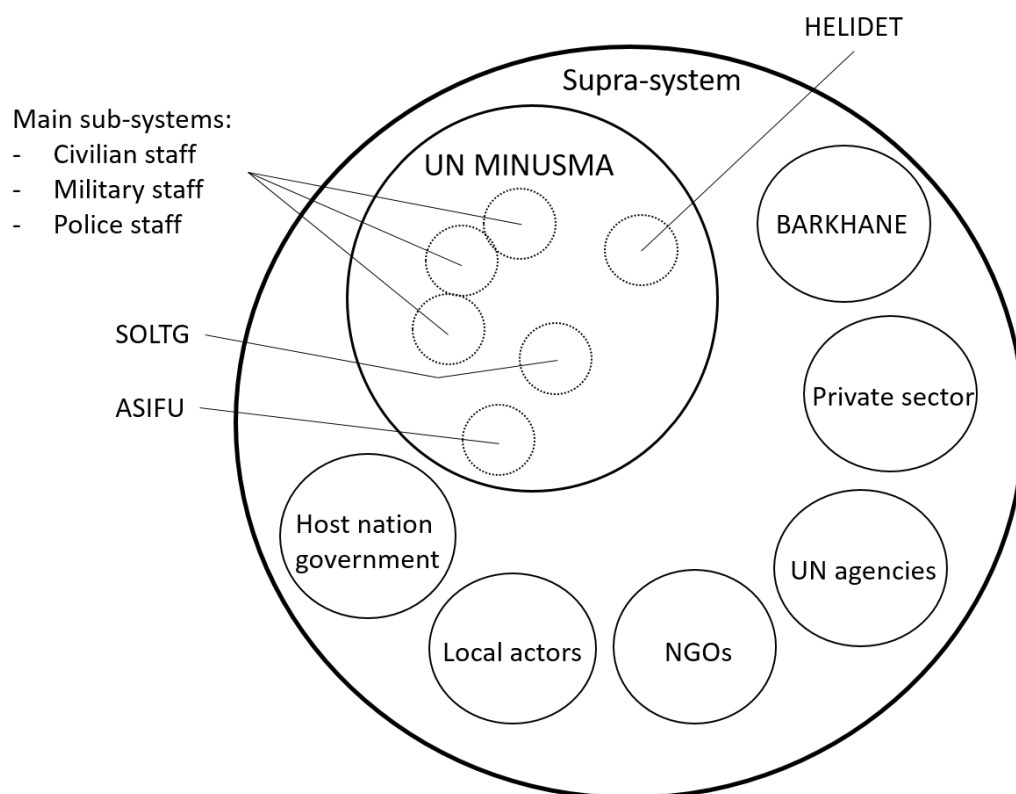 HELIDET
Supra-system
Main sub-systems:
- Civilian staff
- Military staff
- Police staff
UN MINUSMA
BARKHANE
SOLTG
ASIFU
Private sector
Host nation
government
UN agencies
Local actors
NGOs